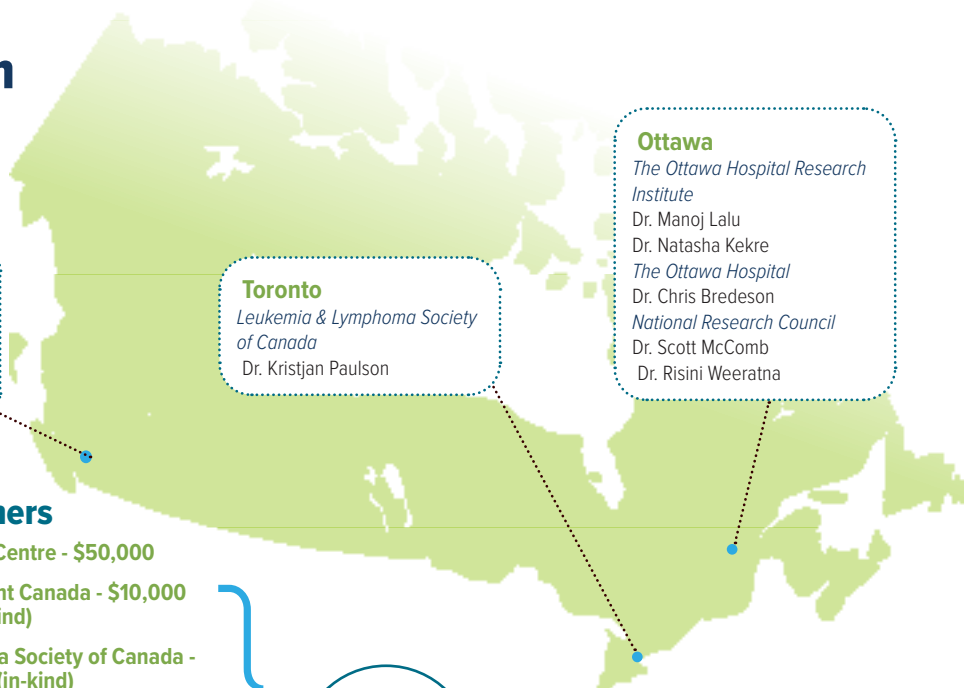 n
Toronto
Leukemia & Lymphoma Society
of Canada
Dr. Kristjan Paulson
Ottawa
The Ottawa Hospital Research
Institute
Dr. Manoj Lalu
Dr. Natasha Kekre
The Ottawa Hospital
Dr. Chris Bredeson
National Research Council
Dr. Scott McComb
Dr. Risini Weeratna
ners
Centre - $50,000
nt Canada - $10,000
ind)
a Society of Canada -
(in-kind)